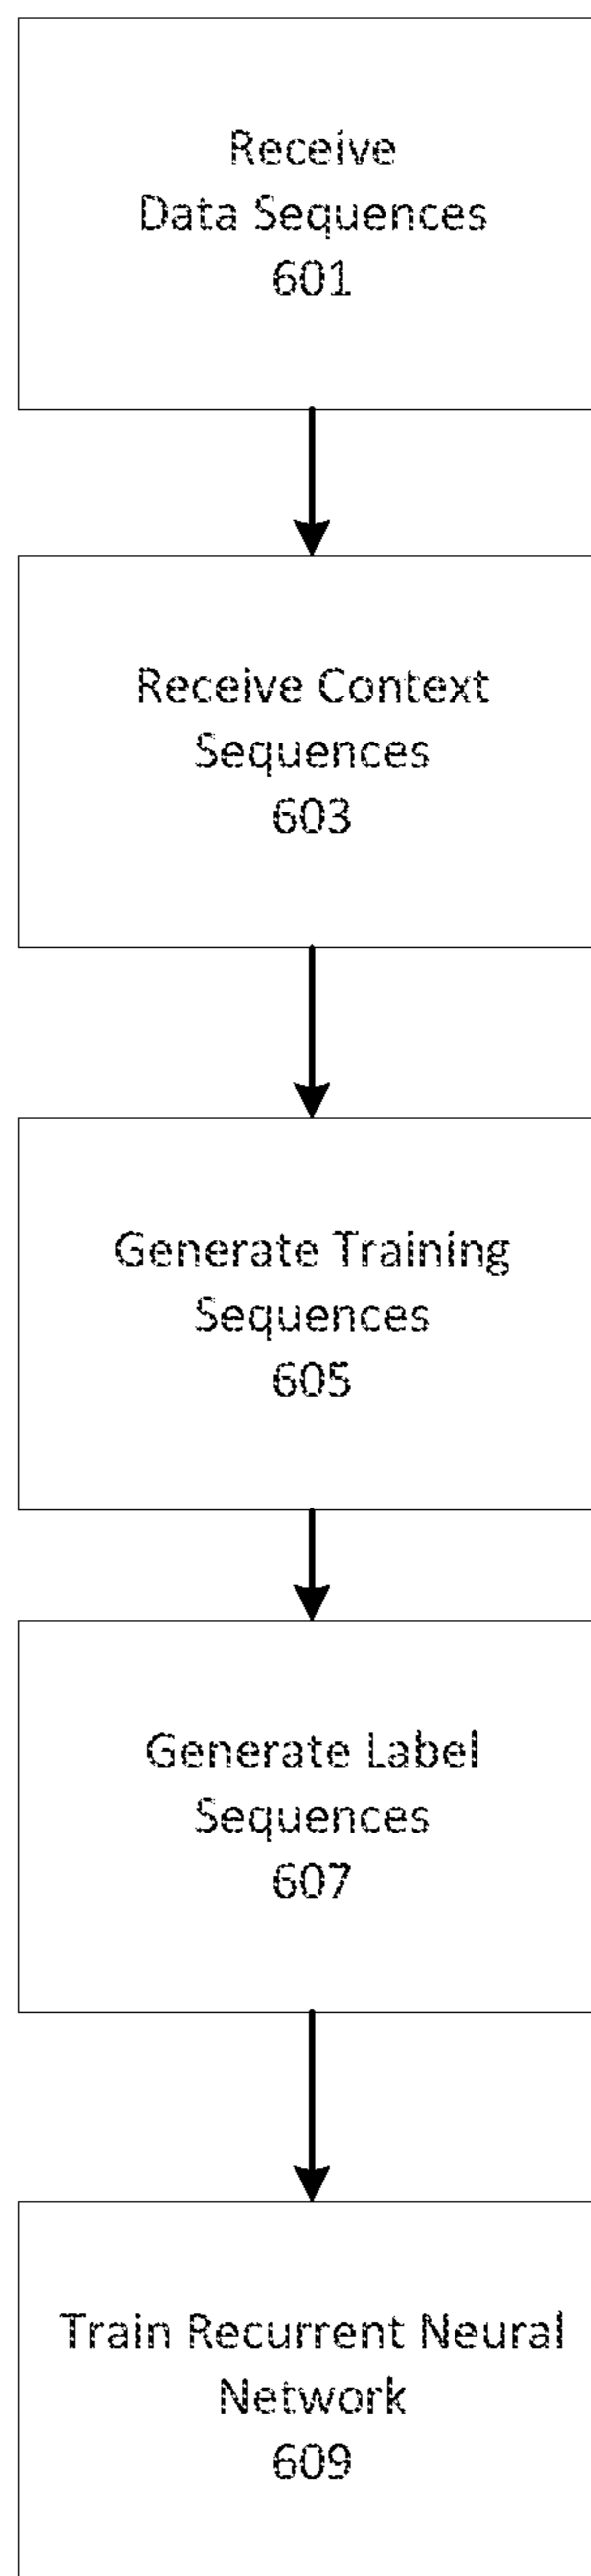 Receive
Data Sequences
601
Receive Context
Sequences
603
Generate Training
Sequences
605
Generate Label
Sequences
607
Train Recurrent Neural
Network
609